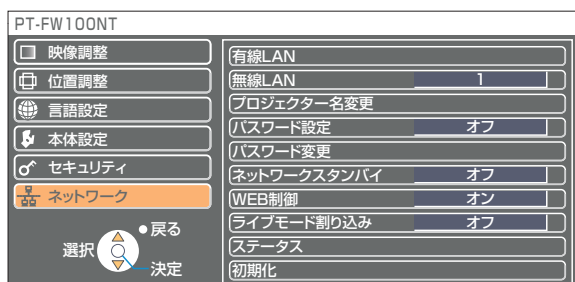 PT-FW100NT
映像調整
位置調整
言語設定
本体設定
セキュリティ
ネットワーク
戻る
選択
決定
有線LAN
無線LAN 1
プロジェクター名変更
パスワード設定 オフ
パスワード変更
ネットワークスタンバイ オフ
WEB制御 オン
ライブモード割り込み オフ
ステータス
初期化